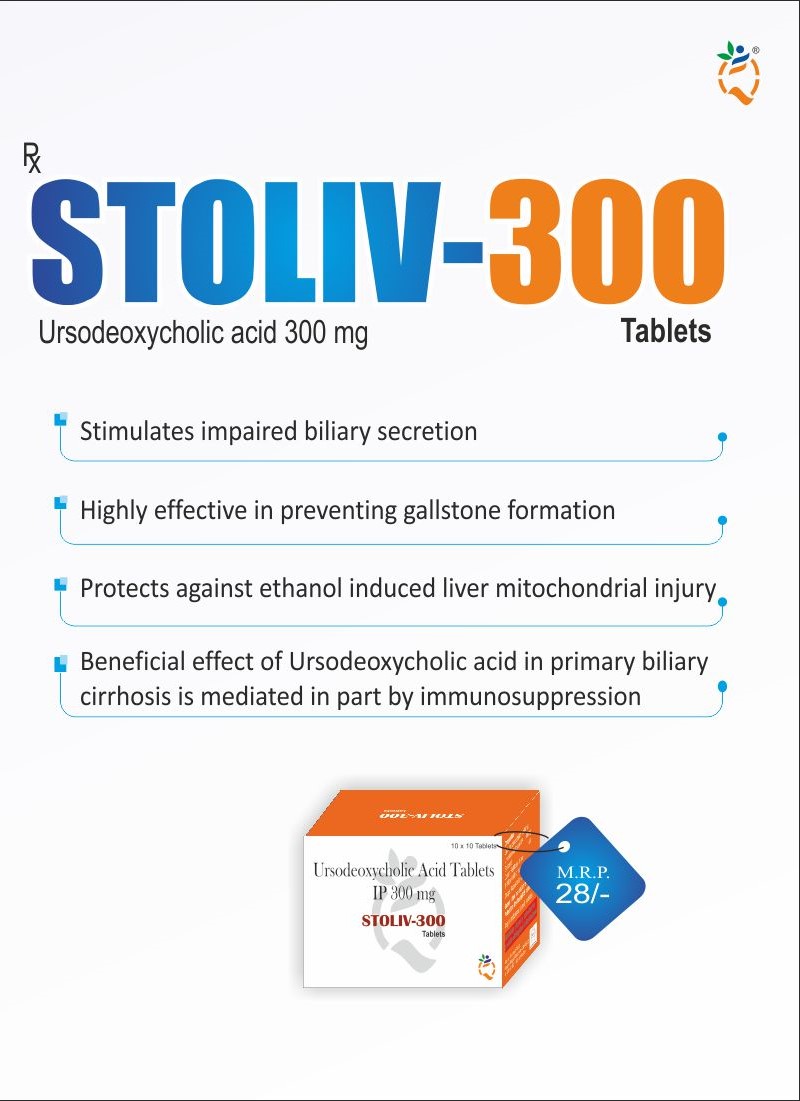 ®
Rx
STOLIV-300
Ursodeoxycholic acid 300 mg
Tablets
Stimulates impaired biliary secretion
Highly effective in preventing gallstone formation
Protects against ethanol induced liver mitochondrial injury
Beneficial effect of Ursodeoxycholic acid in primary biliary
cirrhosis is mediated in part by immunosuppression
STOLIV-300
10 x 10 Tablets
Ursodeoxycholic Acid Tablets
IP 300 mg
STOLIV-300
Tablets
M.R.P.
28/-